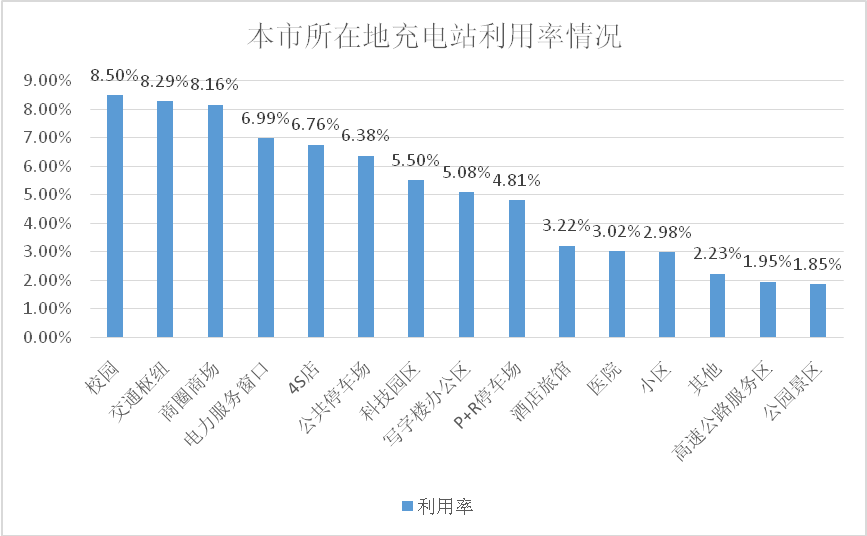 本市所在地充电站利用率情况
9.00%
8.00%
7.00%
6.00%
5.00%
4.00%
3.00%
2.00%
1.00%
0.00%
8.50%
8.29%
8.16%
6.99%
6.76%
6.38%
5.50%
5.08%
4.81%
3.22%
3.02%
2.98%
2.23%
1.95%
1.85%
校园
交通枢纽
商圈商场
电力服务窗口
4S店
公共停车场
科技园区
写字楼办公区
P+R停车场
酒店旅馆
医院
小区
其他
高速公路服务区
公园景区
利用率